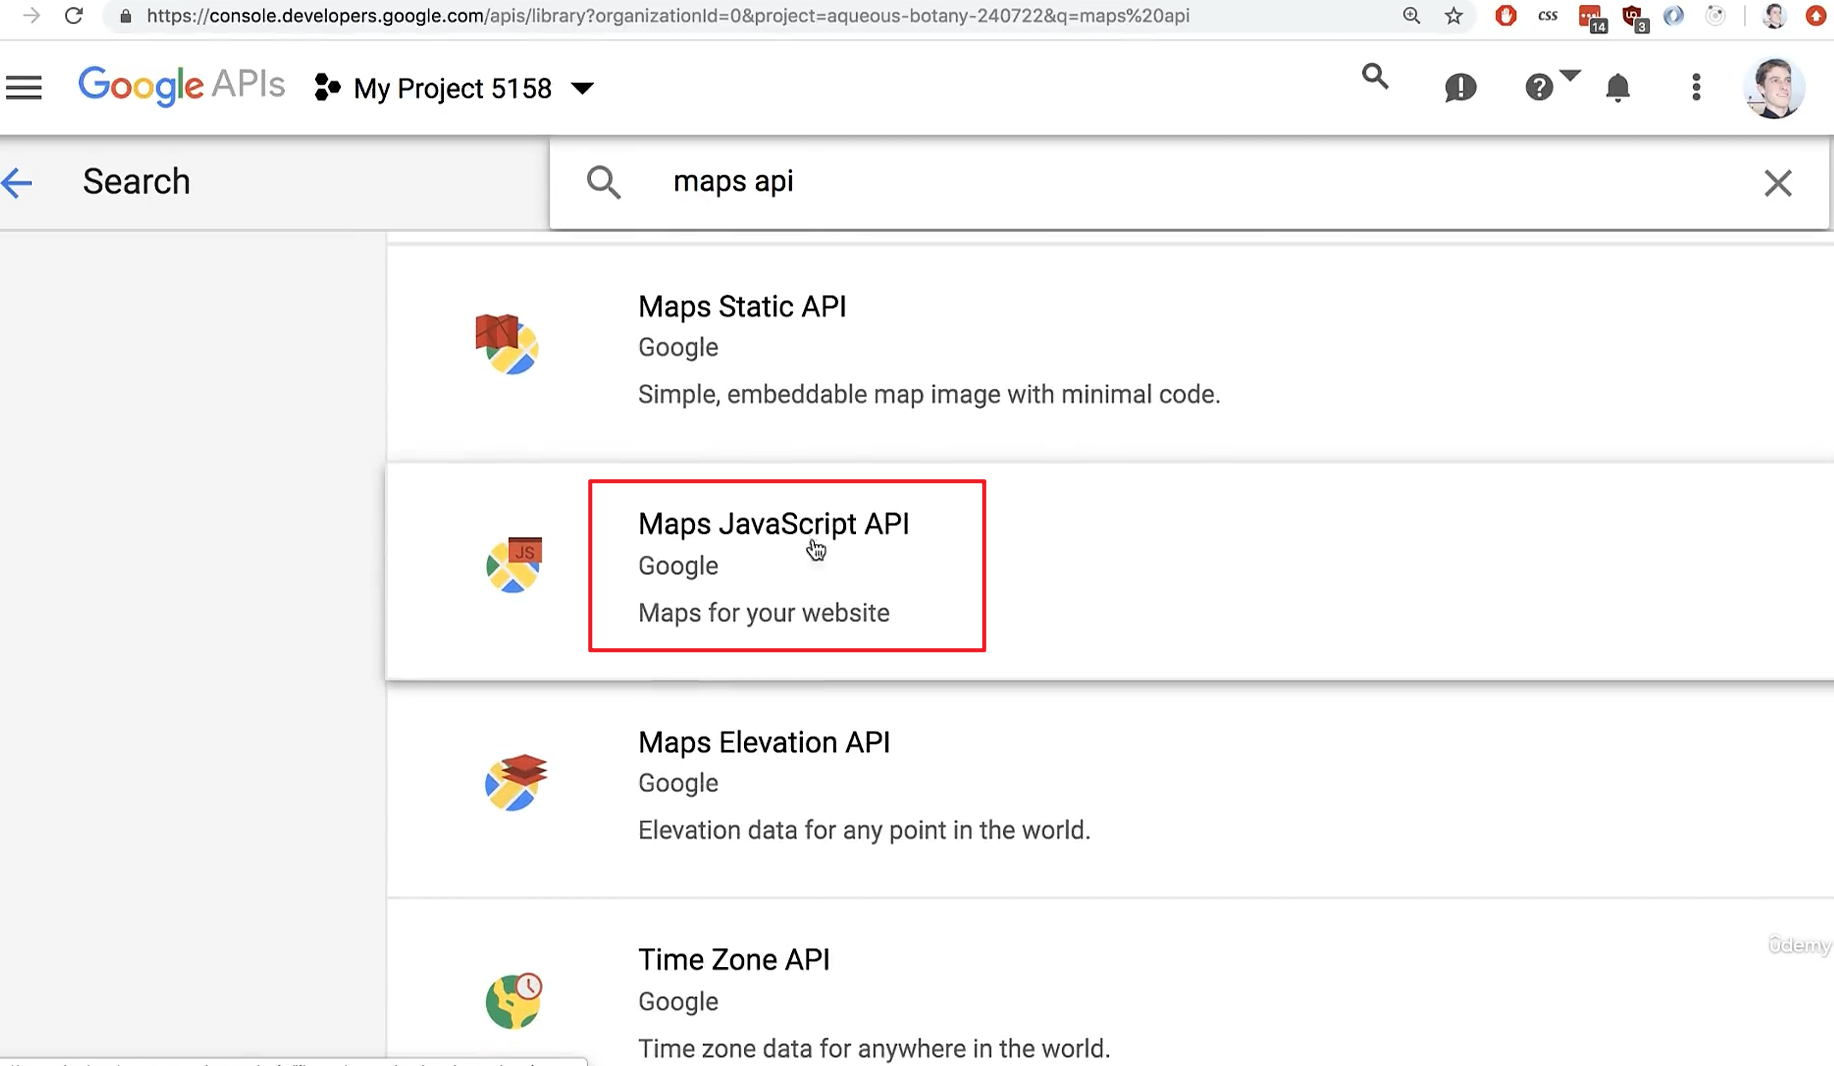 https://console.developers.google.com/apis/library?organizationId=0&project=aqueous-botany-240722&q=maps%20api
css
14
3
Google APIs
My Project 5158
Search
maps api
Maps Static API
Google
Simple, embeddable map image with minimal code.
JS
Maps JavaScript API
Google
Maps for your website
Maps Elevation API
Google
Elevation data for any point in the world.
Time Zone API
Google
Time zone data for anywhere in the world.
ûdemy